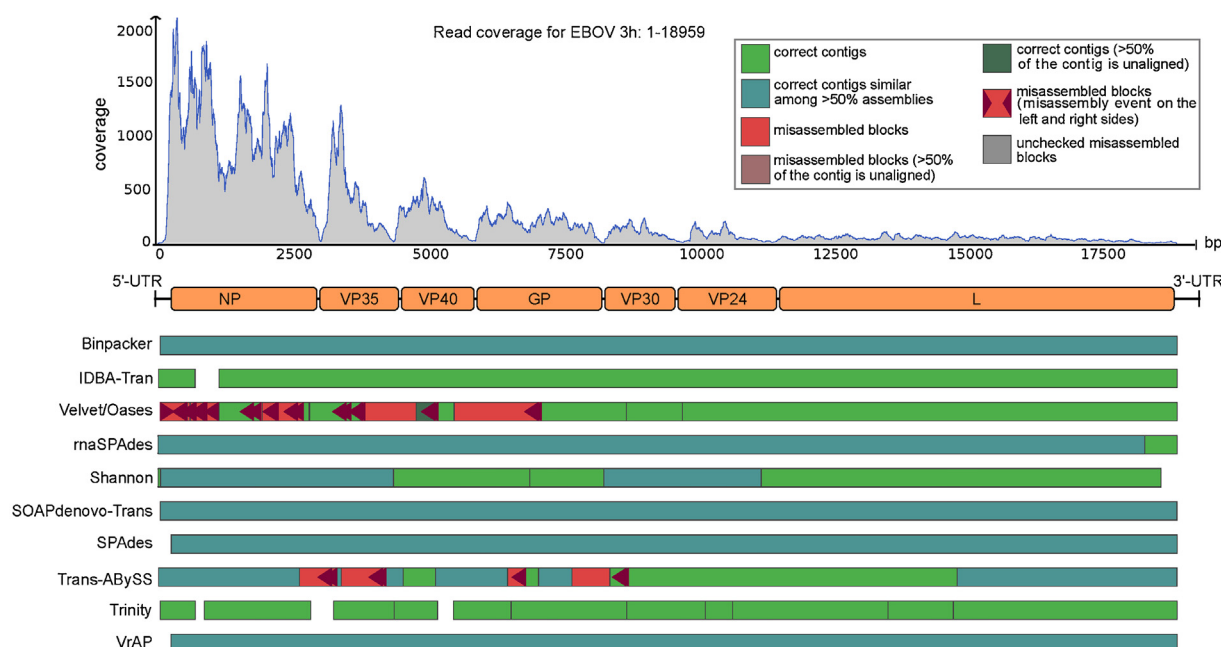 Read coverage for EBOV 3h: 1-18959
coverage
2000
1500
1000
500
0
0 2500 5000 7500 10000 12500 15000 17500 bp
correct contigs
correct contigs similar
among >50% assemblies
misassembled blocks
misassembled blocks (>50%
of the contig is unaligned)
correct contigs (>50%
of the contig is unaligned)
misassembled blocks
(misassembly event on the
left and right sides)
unchecked misassembled
blocks
5'-UTR 3'-UTR
NP VP35 VP40 GP VP30 VP24 L
Binpacker
IDBA-Tran
Velvet/Oases
rnaSPAdes
Shannon
SOAPdenovo-Trans
SPAdes
Trans-ABySS
Trinity
VrAP